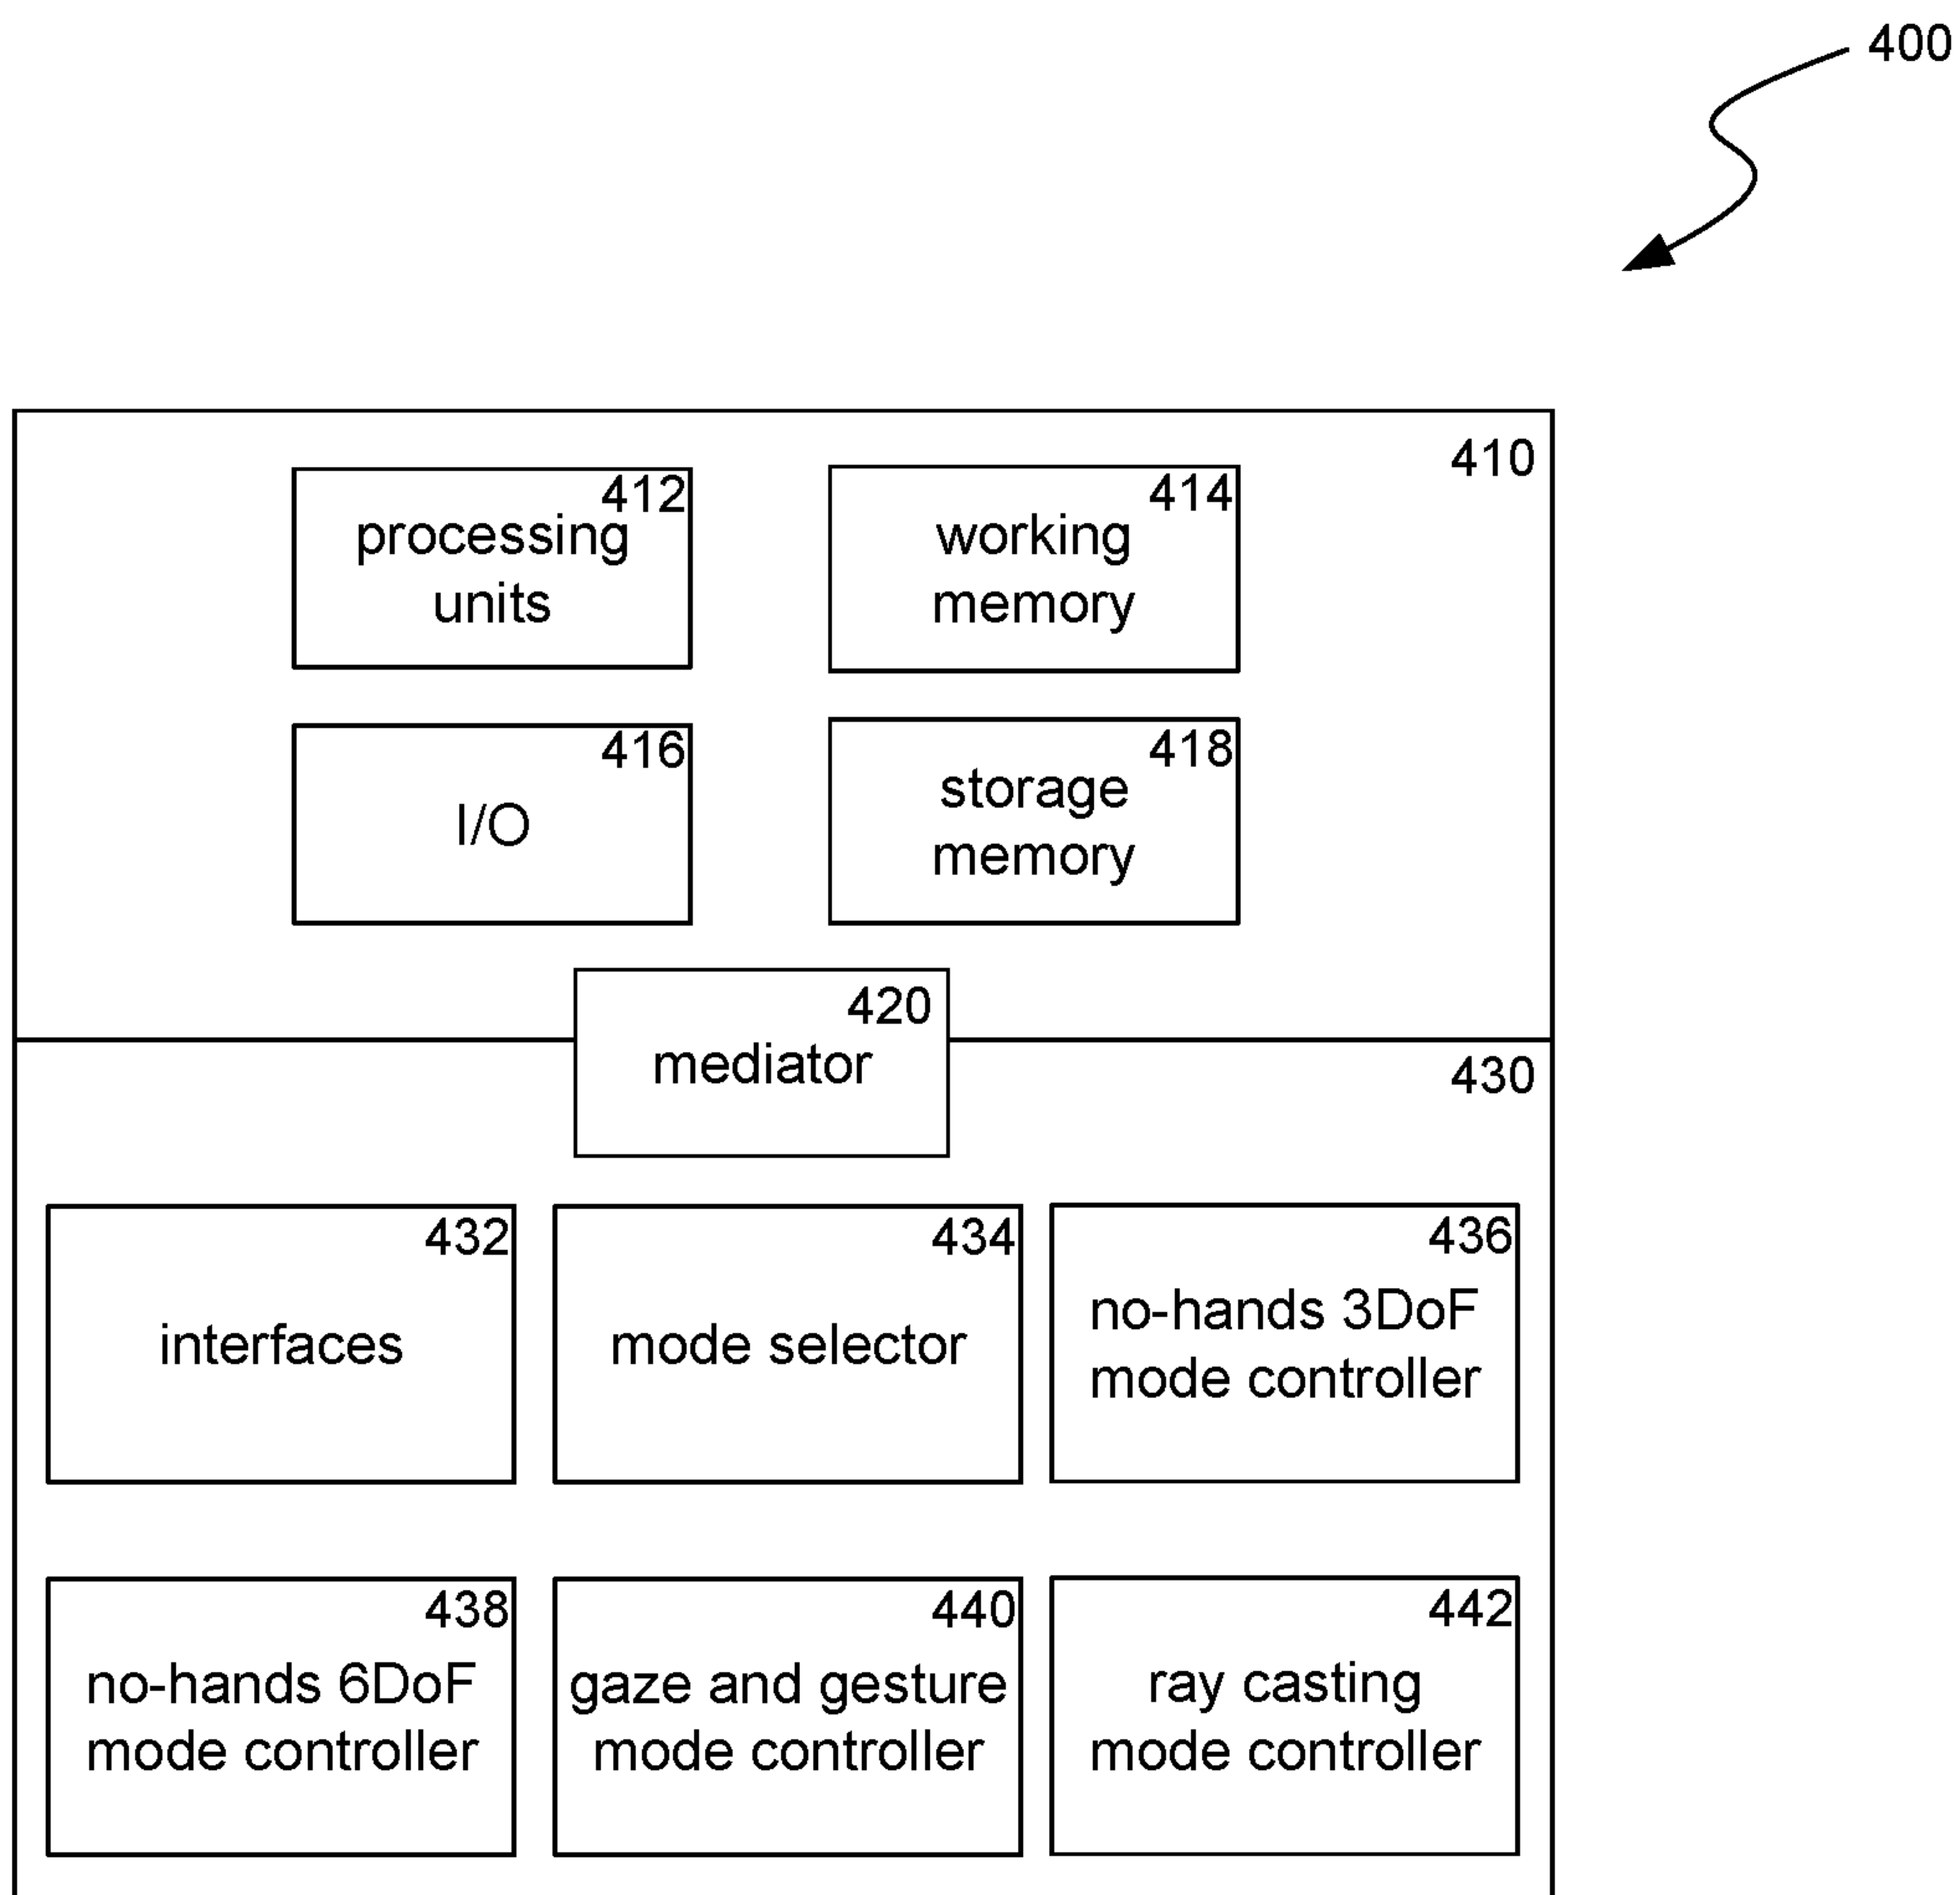 400
410
412
processing
units
414
working
memory
416
I/O
418
storage
memory
420
mediator
430
432
interfaces
434
mode selector
436
no-hands 3DoF
mode controller
438
no-hands 6DoF
mode controller
440
gaze and gesture
mode controller
442
ray casting
mode controller